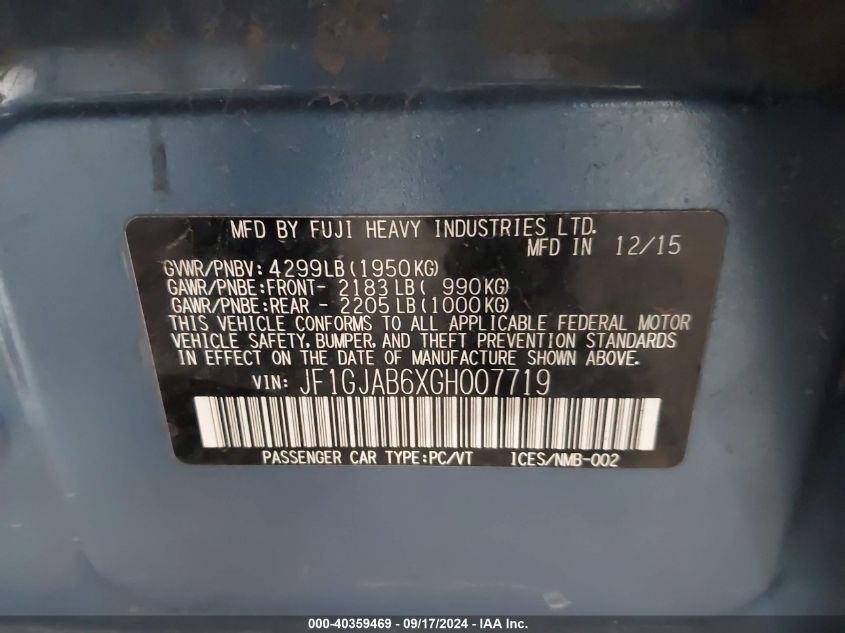 MFD BY FUJI HEAVY INDUSTRIES LTD.
MFD IN 12/15
GVWR/PNBV: 4299LB(1950KG)
GAWR/PNBE:FRONT- 2183LB( 990KG)
GAWR/PNBE:REAR - 2205LB(1000KG)
THIS VEHICLE CONFORMS TO ALL APPLICABLE FEDERAL MOTOR
VEHICLE SAFETY, BUMPER, AND THEFT PREVENTION STANDARDS
IN EFFECT ON THE DATE OF MANUFACTURE SHOWN ABOVE.
VIN: JF1GJAB6XGH007719
PASSENGER CAR TYPE:PC/VT ICES/NMB-002
000-40359469 - 09/17/2024 - IAA Inc.